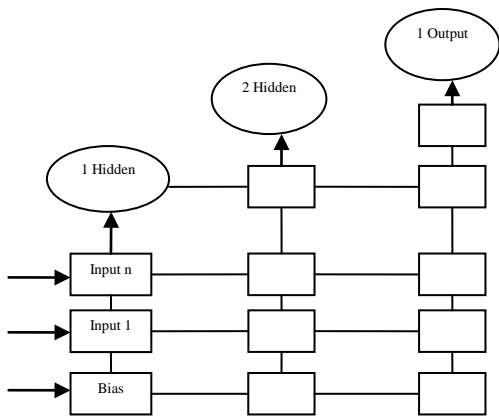 1 Output
2 Hidden
1 Hidden
Input n
Input 1
Bias